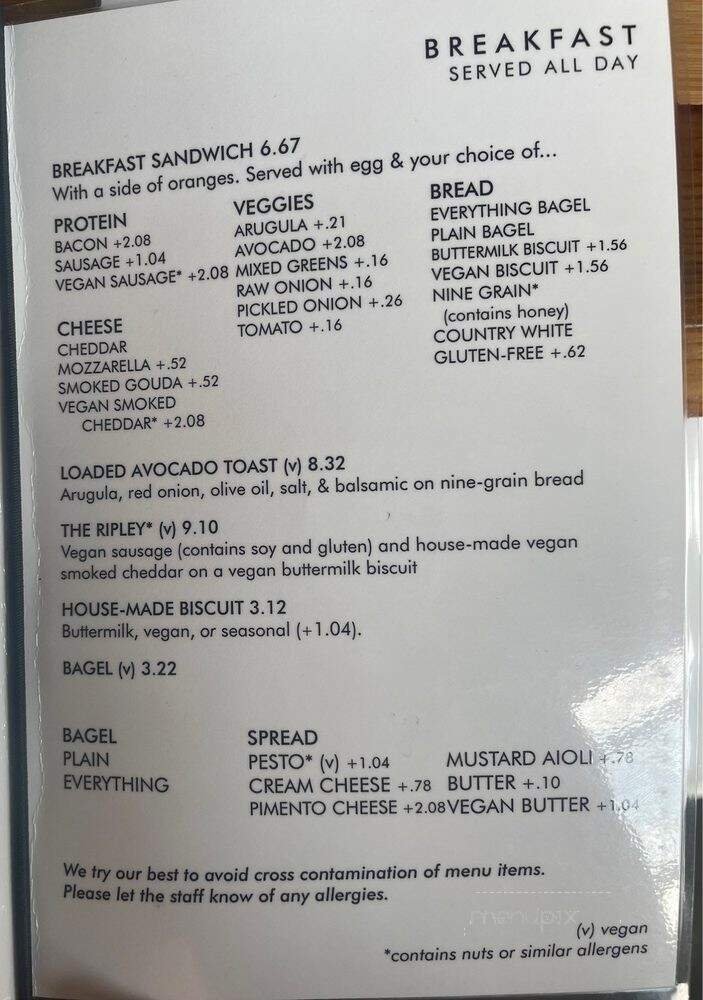 BREAKFAST
SERVED ALL DAY
BREAKFAST SANDWICH 6.67
With a side of oranges. Served with egg & your choice of...
PROTEIN
BACON +2.08
SAUSAGE +1.04
VEGAN SAUSAGE* +2.08
CHEESE
CHEDDAR
MOZZARELLA +.52
SMOKED GOUDA +.52
VEGAN SMOKED
CHEDDAR* +2.08
VEGGIES
ARUGULA +.21
AVOCADO +2.08
MIXED GREENS +.16
RAW ONION +.16
PICKLED ONION +.26
TOMATO +.16
BREAD
EVERYTHING BAGEL
PLAIN BAGEL
BUTTERMILK BISCUIT +1.56
VEGAN BISCUIT +1.56
NINE GRAIN*
(contains honey)
COUNTRY WHITE
GLUTEN-FREE +.62
LOADED AVOCADO TOAST (v) 8.32
Arugula, red onion, olive oil, salt, & balsamic on nine-grain bread
THE RIPLEY* (v) 9.10
Vegan sausage (contains soy and gluten) and house-made vegan
smoked cheddar on a vegan buttermilk biscuit
HOUSE-MADE BISCUIT 3.12
Buttermilk, vegan, or seasonal (+1.04).
BAGEL (v) 3.22
BAGEL
PLAIN
EVERYTHING
SPREAD
PESTO* (v) +1.04
CREAM CHEESE +.78
PIMENTO CHEESE +2.08
MUSTARD AIOLI +.78
BUTTER +.10
VEGAN BUTTER +1.04
We try our best to avoid cross contamination of menu items.
Please let the staff know of any allergies.
menupix
(v) vegan
*contains nuts or similar allergens